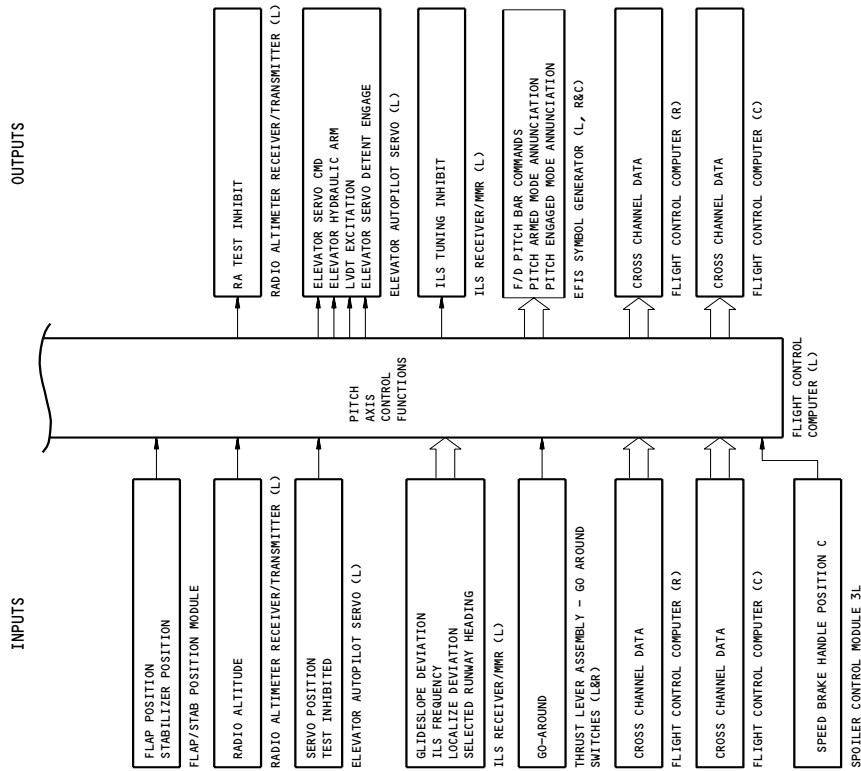 INPUTS
OUTPUTS
FLAP POSITION
STABILIZER POSITION
FLAP/STAB POSITION MODULE
RADIO ALTITUDE
RADIO ALTIMETER RECEIVER/TRANSMITTER (L)
SERVO POSITION
TEST INHIBITED
ELEVATOR AUTOPILOT SERVO (L)
GLIDESLOPE DEVIATION
ILS FREQUENCY
LOCALIZE DEVIATION
SELECTED RUNWAY HEADING
ILS RECEIVER/MMR (L)
GO-AROUND
THRUST LEVER ASSEMBLY - GO AROUND
SWITCHES (L&R)
CROSS CHANNEL DATA
FLIGHT CONTROL COMPUTER (R)
CROSS CHANNEL DATA
FLIGHT CONTROL COMPUTER (C)
SPEED BRAKE HANDLE POSITION C
SPOILER CONTROL MODULE 3L
PITCH
AXIS
CONTROL
FUNCTIONS
FLIGHT CONTROL
COMPUTER (L)
RA TEST INHIBIT
RADIO ALTIMETER RECEIVER/TRANSMITTER (L)
ELEVATOR SERVO CMD
ELEVATOR HYDRAULIC ARM
LVDT EXCITATION
ELEVATOR SERVO DETENT ENGAGE
ELEVATOR AUTOPILOT SERVO (L)
ILS TUNING INHIBIT
ILS RECEIVER/MMR (L)
F/D PITCH BAR COMMANDS
PITCH ARMED MODE ANNUNCIATION
PITCH ENGAGED MODE ANNUNCIATION
EFIS SYMBOL GENERATOR (L, R&C)
CROSS CHANNEL DATA
FLIGHT CONTROL COMPUTER (R)
CROSS CHANNEL DATA
FLIGHT CONTROL COMPUTER (C)